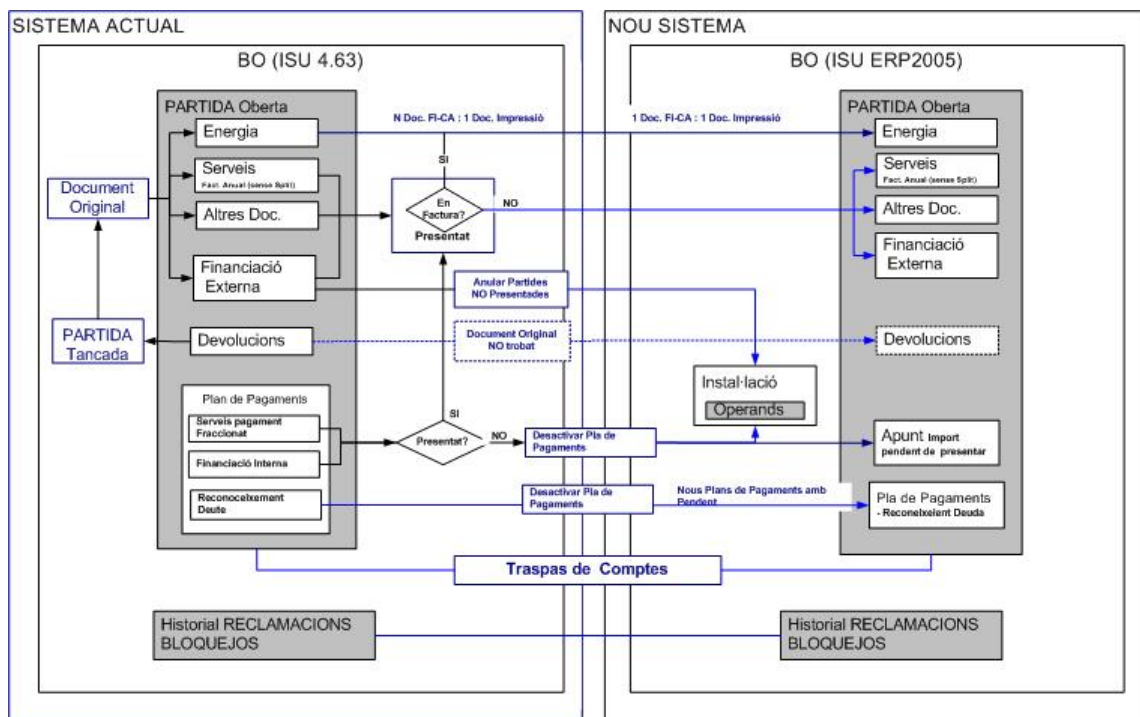 SISTEMA ACTUAL
NOU SISTEMA
BO (ISU 4.63)
BO (ISU ERP2005)
PARTIDA Oberta
Energia
Serveis
Fact. Anual (sense Split)
Altres Doc.
Financiació
Externa
Devolucions
Document
Original
PARTIDA
Tancada
N Doc. FI-CA : 1 Doc. Impressió
1 Doc. FI-CA : 1 Doc. Impressió
SI
En
Factura?
Presentat
NO
Anular Partides
NO Presentades
Document Original
NO trobat
Plan de Pagaments
Serveis pagament
Fraccionat
Financiació Interna
Reconoceixement
Deute
SI
Presentat?
NO
Desactivar Pla de
Pagaments
Desactivar Pla de
Pagaments
Nous Plans de Pagaments amb
Pendent
Instal·lació
Operands
PARTIDA Oberta
Energia
Serveis
Fact. Anual (sense Split)
Altres Doc.
Financiació
Externa
Devolucions
Apunt Import
pendent de presentar
Pla de Pagaments
- Reconeixeient Deuda
Traspas de Comptes
Historial RECLAMACIONS
BLOQUEJOS
Historial RECLAMACIONS
BLOQUEJOS